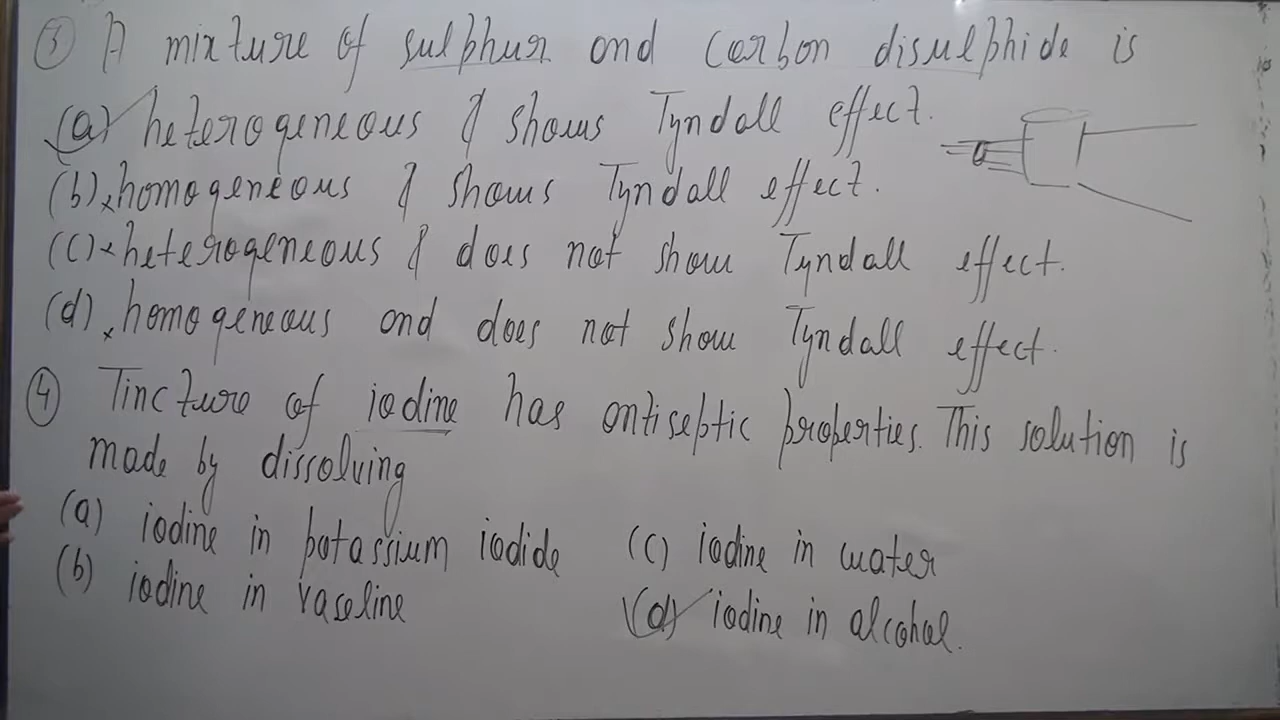 ③ A mixture of sulphur and carbon disulphide is
(a) heterogeneous & shows Tyndall effect.
(b) homogeneous & shows Tyndall effect.
(c) heterogeneous & does not show Tyndall effect.
(d) homogeneous and does not show Tyndall effect.
④ Tincture of iodine has antiseptic properties. This solution is
made by dissolving
(a) iodine in potassium iodide (c) iodine in water
(b) iodine in vaseline (d) iodine in alcohal.